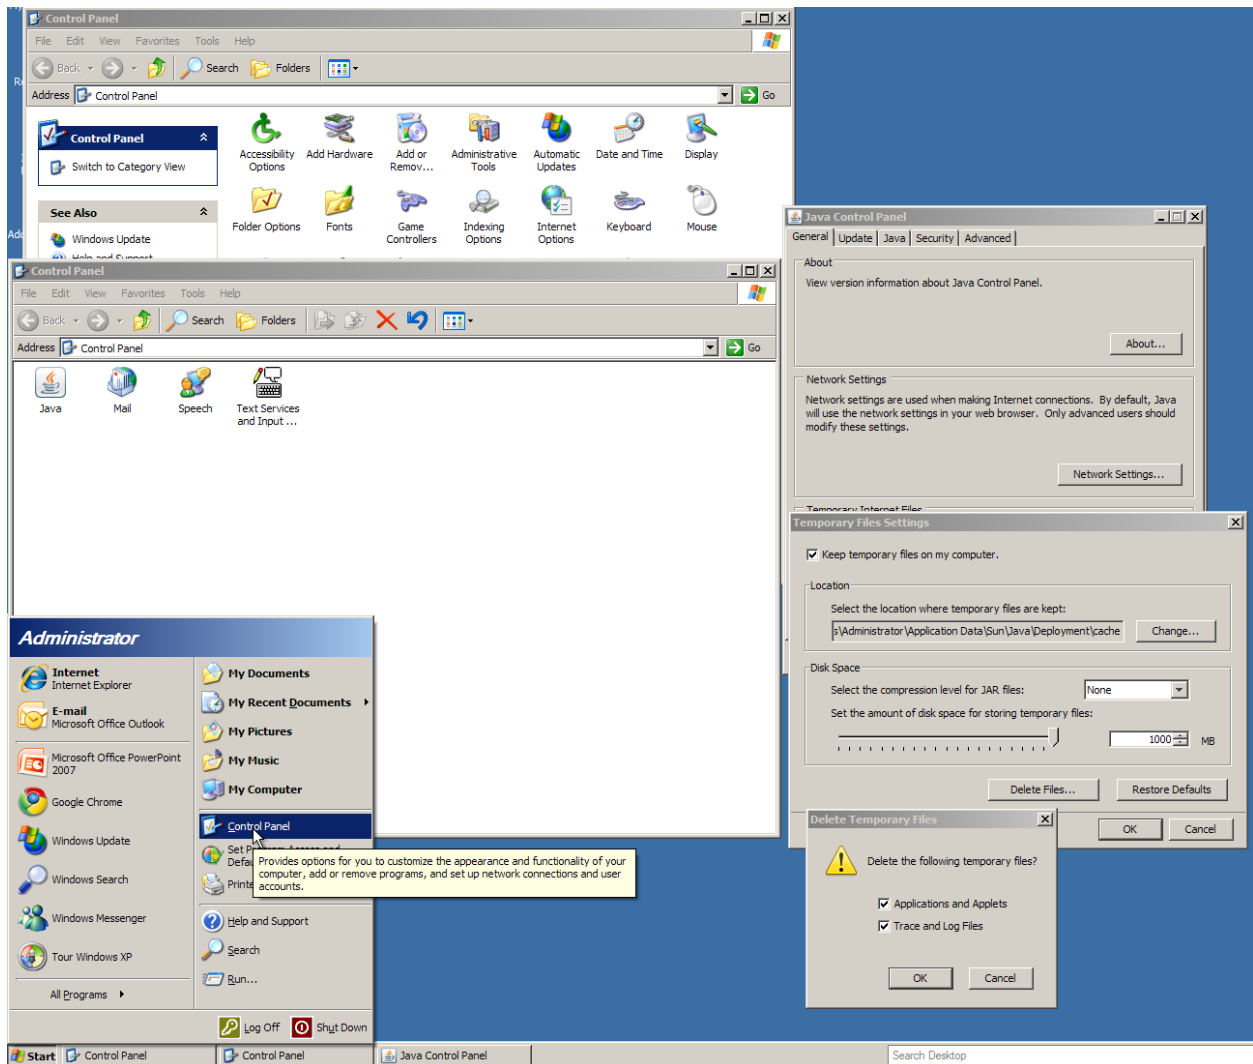 Control Panel
File Edit View Favorites Tools Help
Back Search Folders
Address Control Panel Go
Control Panel
Switch to Category View
See Also
Windows Update
Help and Support
Accessibility Options
Add Hardware
Add or Remov...
Administrative Tools
Automatic Updates
Date and Time
Display
Folder Options
Fonts
Game Controllers
Indexing Options
Internet Options
Keyboard
Mouse
Control Panel
File Edit View Favorites Tools Help
Back Search Folders
Address Control Panel Go
Java
Mail
Speech
Text Services and Input ...
Java Control Panel
General Update Java Security Advanced
About
View version information about Java Control Panel.
About...
Network Settings
Network settings are used when making Internet connections. By default, Java
will use the network settings in your web browser. Only advanced users should
modify these settings.
Network Settings...
Temporary Internet Files
Temporary Files Settings
Keep temporary files on my computer.
Location
Select the location where temporary files are kept:
s\Administrator\Application Data\Sun\Java\Deployment\cache Change...
Disk Space
Select the compression level for JAR files: None
Set the amount of disk space for storing temporary files:
1000 MB
Delete Files... Restore Defaults
OK Cancel
Delete Temporary Files
Delete the following temporary files?
Applications and Applets
Trace and Log Files
OK Cancel
Administrator
Internet
Internet Explorer
E-mail
Microsoft Office Outlook
Microsoft Office PowerPoint
2007
Google Chrome
Windows Update
Windows Search
Windows Messenger
Tour Windows XP
All Programs
My Documents
My Recent Documents
My Pictures
My Music
My Computer
Control Panel
Provides options for you to customize the appearance and functionality of your
computer, add or remove programs, and set up network connections and user
accounts.
Help and Support
Search
Run...
Log Off Shut Down
Start Control Panel Control Panel Java Control Panel Search Desktop